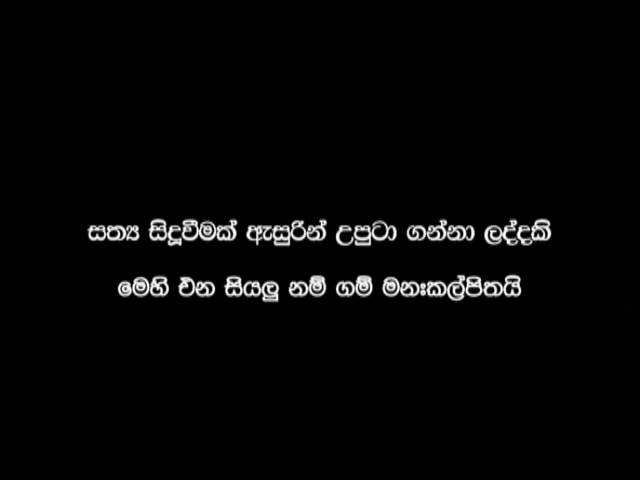 සත්‍ය සිදුවීමක් ඇසුරින් උපුටා ගන්නා ලද්දකි
මෙහි එන සියලු නම් ගම් මනඃකල්පිතයි